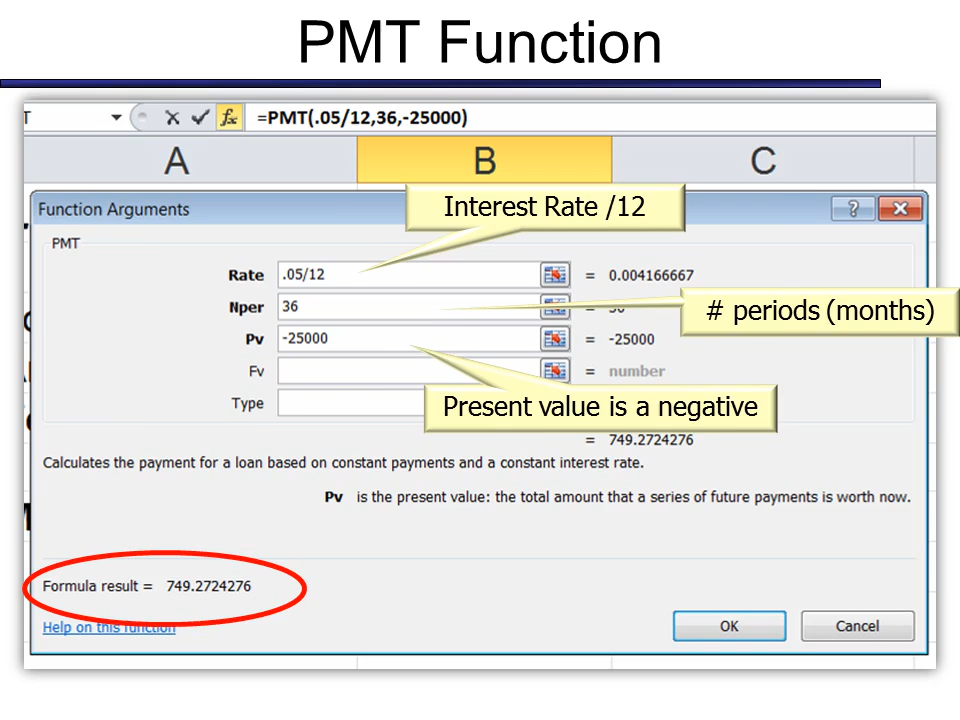 PMT Function
=PMT(.05/12,36,-25000)
A B C
Interest Rate /12
Function Arguments
PMT
Rate .05/12 = 0.004166667
Nper 36 =
# periods (months)
Pv -25000 = -25000
Fv = number
Type
Present value is a negative
= 749.2724276
Calculates the payment for a loan based on constant payments and a constant interest rate.
Pv is the present value: the total amount that a series of future payments is worth now.
Formula result = 749.2724276
Help on this function
OK Cancel